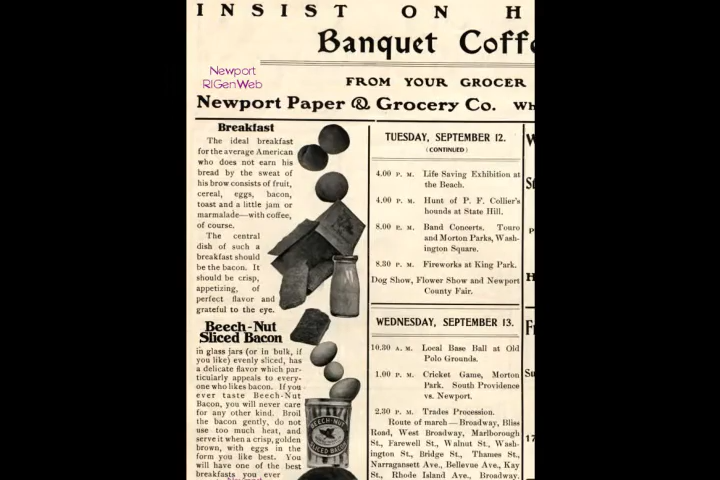 INSIST ON H
Banquet Coffe
Newport
RIGenWeb
FROM YOUR GROCER
Newport Paper & Grocery Co. Wh
Breakfast
The ideal breakfast
for the average American
who does not earn his
bread by the sweat of
his brow consists of fruit,
cereal, eggs, bacon,
toast and a little jam or
marmalade—with coffee,
of course.
The central
dish of such a
breakfast should
be the bacon. It
should be crisp,
appetizing, of
perfect flavor and
grateful to the eye.
Beech-Nut
Sliced Bacon
in glass jars (or in bulk, if
you like) evenly sliced, has
a delicate flavor which par-
ticularly appeals to every-
one who likes bacon. If you
ever taste Beech-Nut
Bacon, you will never care
for any other kind. Broil
the bacon gently, do not
use too much heat, and
serve it when a crisp, golden
brown, with eggs in the
form you like best. You
will have one of the best
breakfasts you ever
Newport
BEECH-NUT
SLICED BACON
TUESDAY, SEPTEMBER 12.
(CONTINUED)
4.00 P. M. Life Saving Exhibition at
the Beach.
4.00 P. M. Hunt of P. F. Collier's
hounds at State Hill.
8.00 P. M. Band Concerts. Touro
and Morton Parks, Wash-
ington Square.
8.30 P. M. Fireworks at King Park.
Dog Show, Flower Show and Newport
County Fair.
WEDNESDAY, SEPTEMBER 13.
10.30 A. M. Local Base Ball at Old
Polo Grounds.
1.00 P. M. Cricket Game, Morton
Park. South Providence
vs. Newport.
2.30 P. M. Trades Procession.
Route of march—Broadway, Bliss
Road, West Broadway, Marlborough
St., Farewell St., Walnut St., Wash-
ington St., Bridge St., Thames St.,
Narragansett Ave., Bellevue Ave., Kay
St., Rhode Island Ave., Broadway.
W
St
P
H
Fr
Su
17